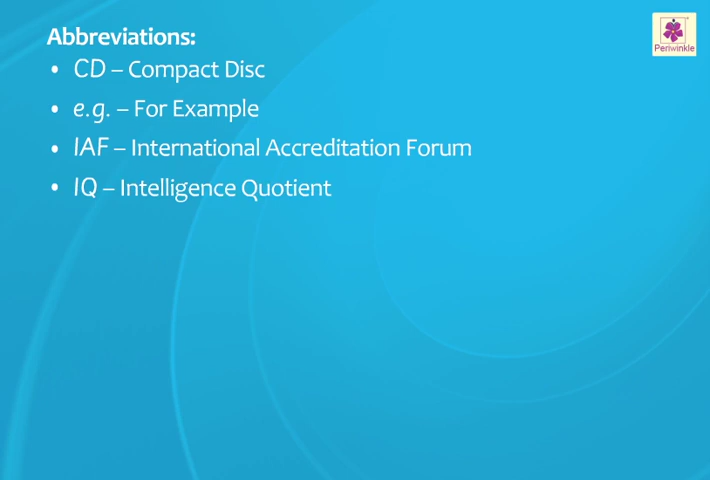 Abbreviations:
Periwinkle
• CD – Compact Disc
• e.g. – For Example
• IAF – International Accreditation Forum
• IQ – Intelligence Quotient